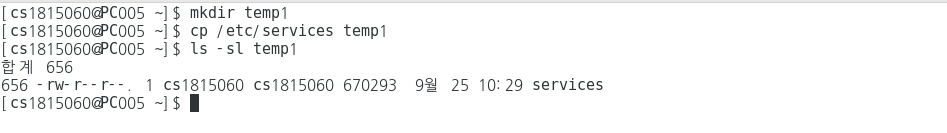 [cs1815060@PC005 ~]$ mkdir temp1
[cs1815060@PC005 ~]$ cp /etc/services temp1
[cs1815060@PC005 ~]$ ls -sl temp1
합계 656
656 -rw-r--r--. 1 cs1815060 cs1815060 670293  9월  25 10:29 services
[cs1815060@PC005 ~]$